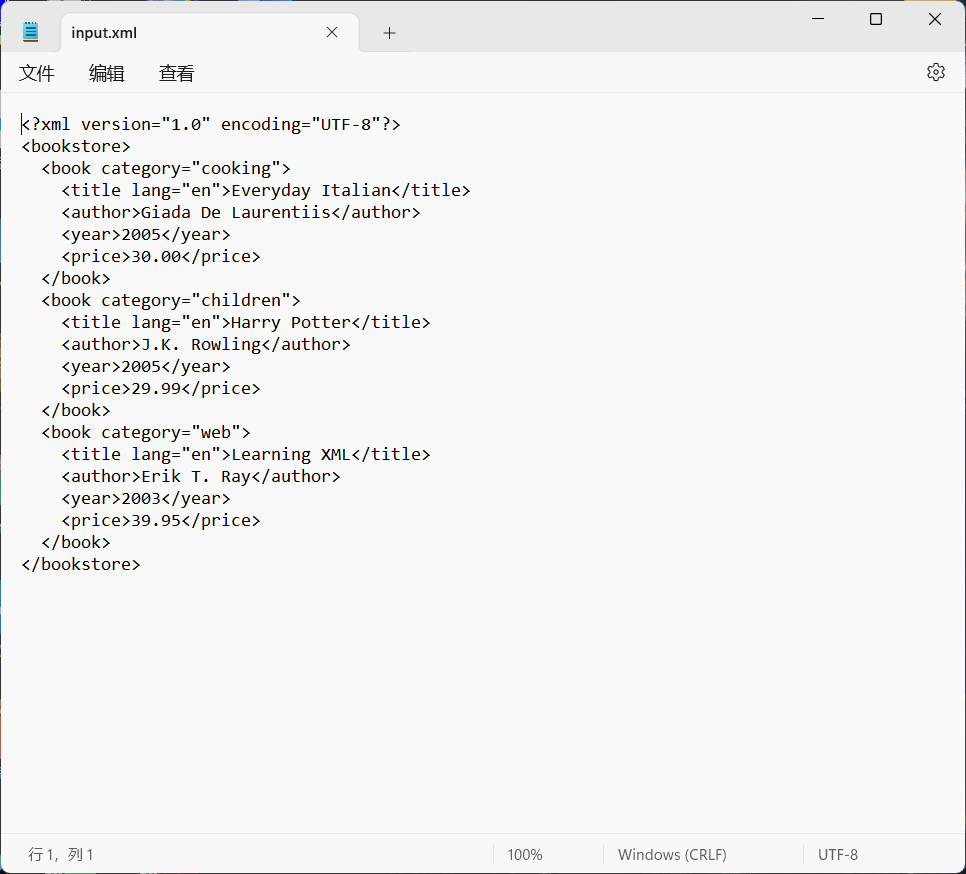 input.xml
文件 编辑 查看
<?xml version="1.0" encoding="UTF-8"?>
<bookstore>
  <book category="cooking">
    <title lang="en">Everyday Italian</title>
    <author>Giada De Laurentiis</author>
    <year>2005</year>
    <price>30.00</price>
  </book>
  <book category="children">
    <title lang="en">Harry Potter</title>
    <author>J.K. Rowling</author>
    <year>2005</year>
    <price>29.99</price>
  </book>
  <book category="web">
    <title lang="en">Learning XML</title>
    <author>Erik T. Ray</author>
    <year>2003</year>
    <price>39.95</price>
  </book>
</bookstore>
行 1，列 1 100% Windows (CRLF) UTF-8